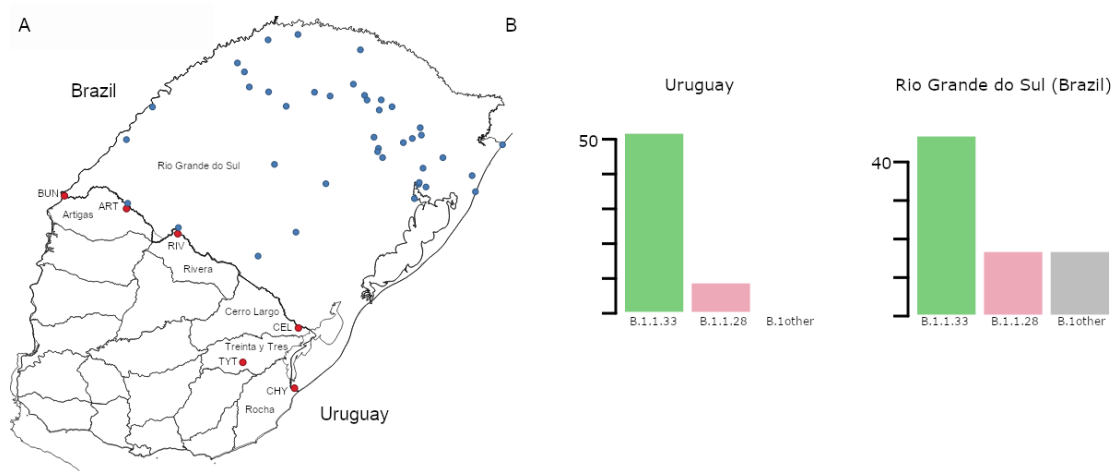 A
Brazil
Rio Grande do Sul
BUN
Artigas
ART
RIV
Rivera
Cerro Largo
CEL
Treinta y Tres
TYT
CHY
Rocha
Uruguay
B
Uruguay
50
B.1.1.33
B.1.1.28
B.1other
Rio Grande do Sul (Brazil)
40
B.1.1.33
B.1.1.28
B.1other